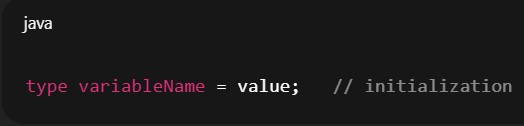 java
type variableName = value;   // initialization